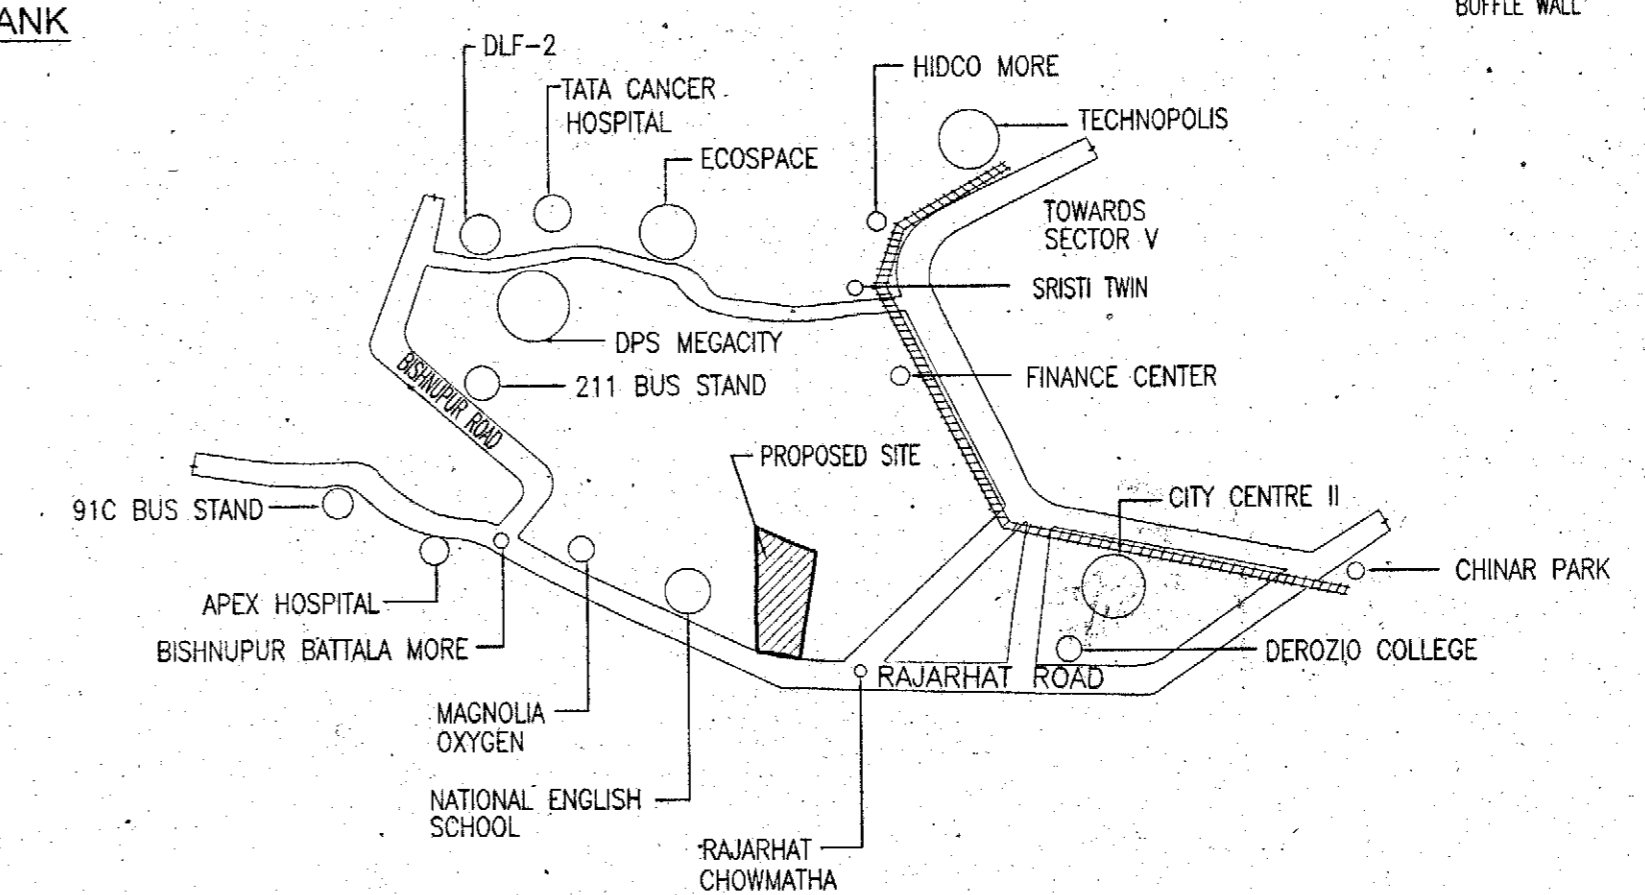 ANK
BUFFLE WALL
DLF-2
HIDCO MORE
TATA CANCER
HOSPITAL
TECHNOPOLIS
ECOSPACE
TOWARDS
SECTOR V
SRISTI TWIN
DPS MEGACITY
BISHNUPUR ROAD
211 BUS STAND
FINANCE CENTER
PROPOSED SITE
CITY CENTRE II
91C BUS STAND
CHINAR PARK
APEX HOSPITAL
BISHNUPUR BATTALA MORE
DEROZIO COLLEGE
RAJARHAT ROAD
MAGNOLIA
OXYGEN
NATIONAL ENGLISH
SCHOOL
RAJARHAT
CHOWMATHA